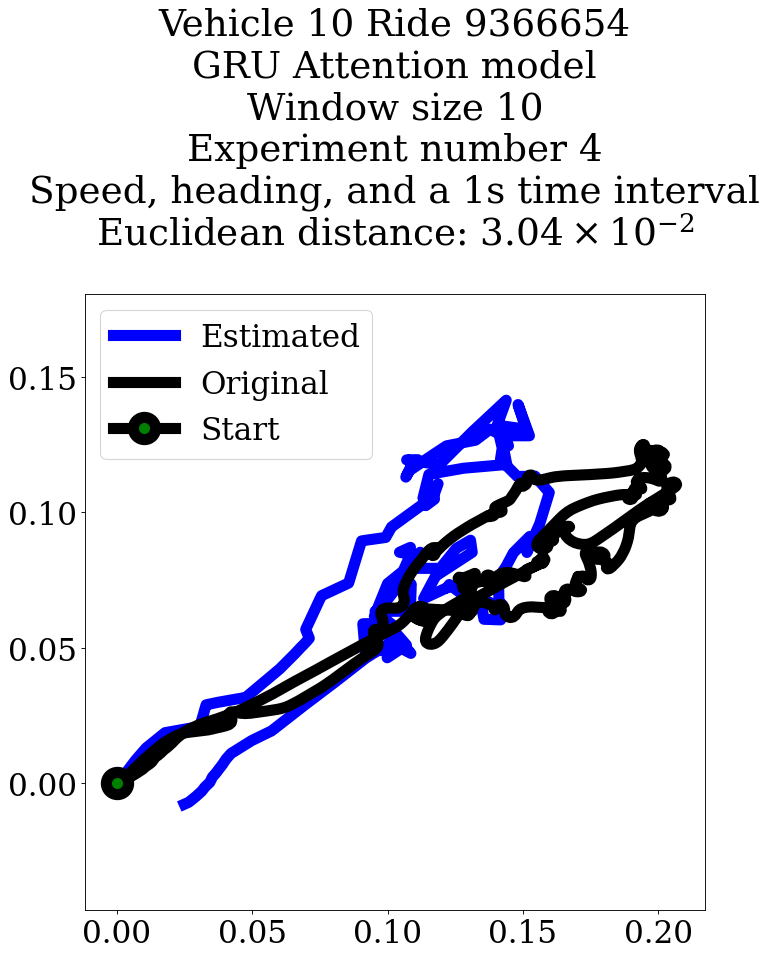 Vehicle 10 Ride 9366654
GRU Attention model
Window size 10
Experiment number 4
Speed, heading, and a 1s time interval
Euclidean distance: 3.04 × 10⁻²
Estimated
Original
Start
0.15
0.10
0.05
0.00
0.00 0.05 0.10 0.15 0.20